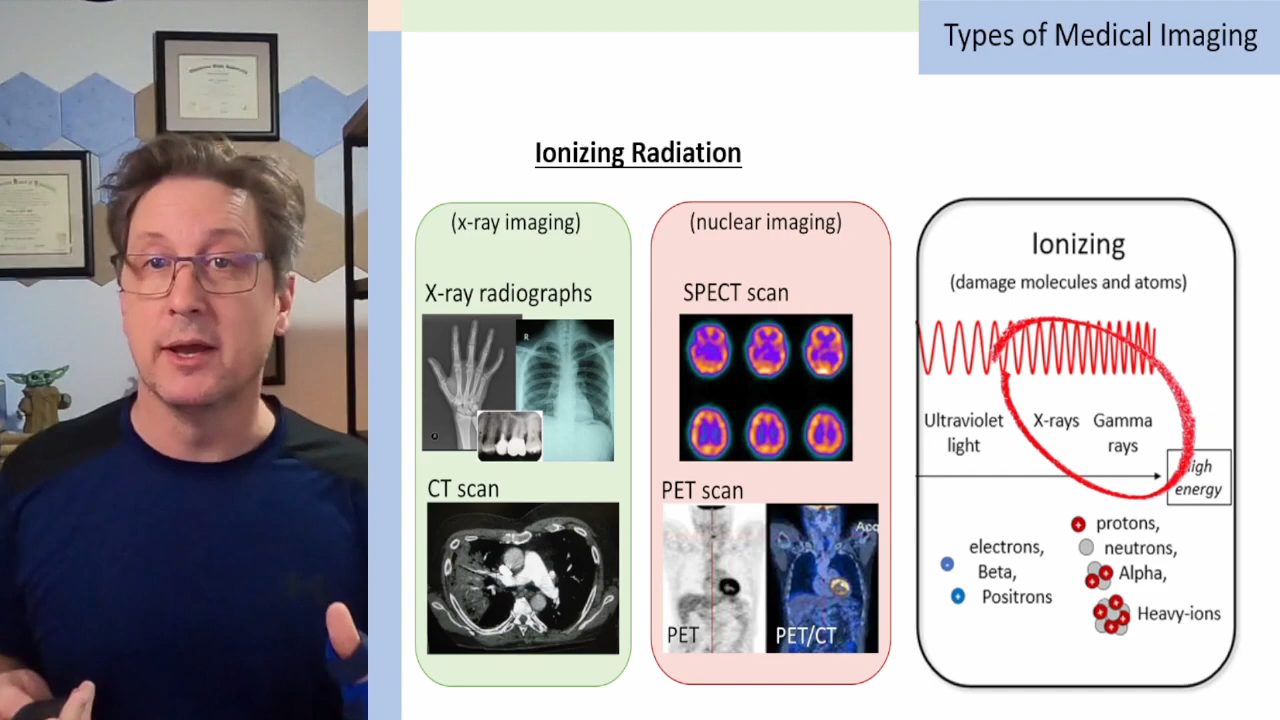 Types of Medical Imaging
Ionizing Radiation
(x-ray imaging)
X-ray radiographs
R
CT scan
(nuclear imaging)
SPECT scan
PET scan
PET
PET/CT
Ionizing
(damage molecules and atoms)
Ultraviolet
light
X-rays
Gamma
rays
High
energy
electrons,
Beta,
Positrons
protons,
neutrons,
Alpha,
Heavy-ions